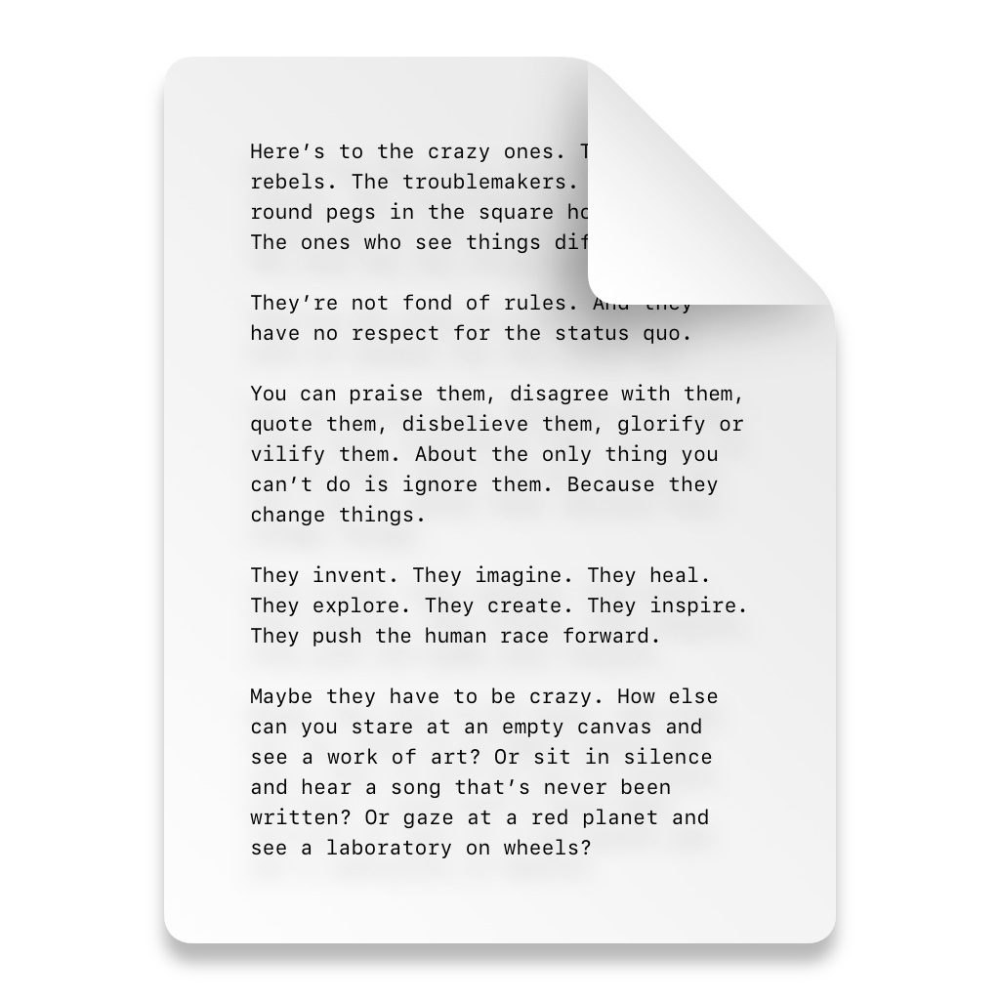 Here’s to the crazy ones.
rebels. The troublemakers.
round pegs in the square
The ones who see things
They’re not fond of rules. And they
have no respect for the status quo.
You can praise them, disagree with them,
quote them, disbelieve them, glorify or
vilify them. About the only thing you
can’t do is ignore them. Because they
change things.
They invent. They imagine. They heal.
They explore. They create. They inspire.
They push the human race forward.
Maybe they have to be crazy. How else
can you stare at an empty canvas and
see a work of art? Or sit in silence
and hear a song that’s never been
written? Or gaze at a red planet and
see a laboratory on wheels?